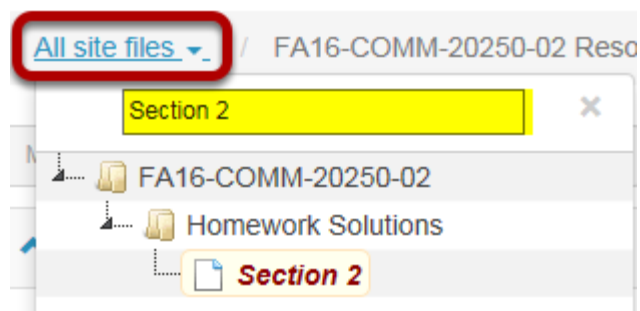 All site files / FA16-COMM-20250-02 Reso
Section 2 ×
FA16-COMM-20250-02
Homework Solutions
Section 2